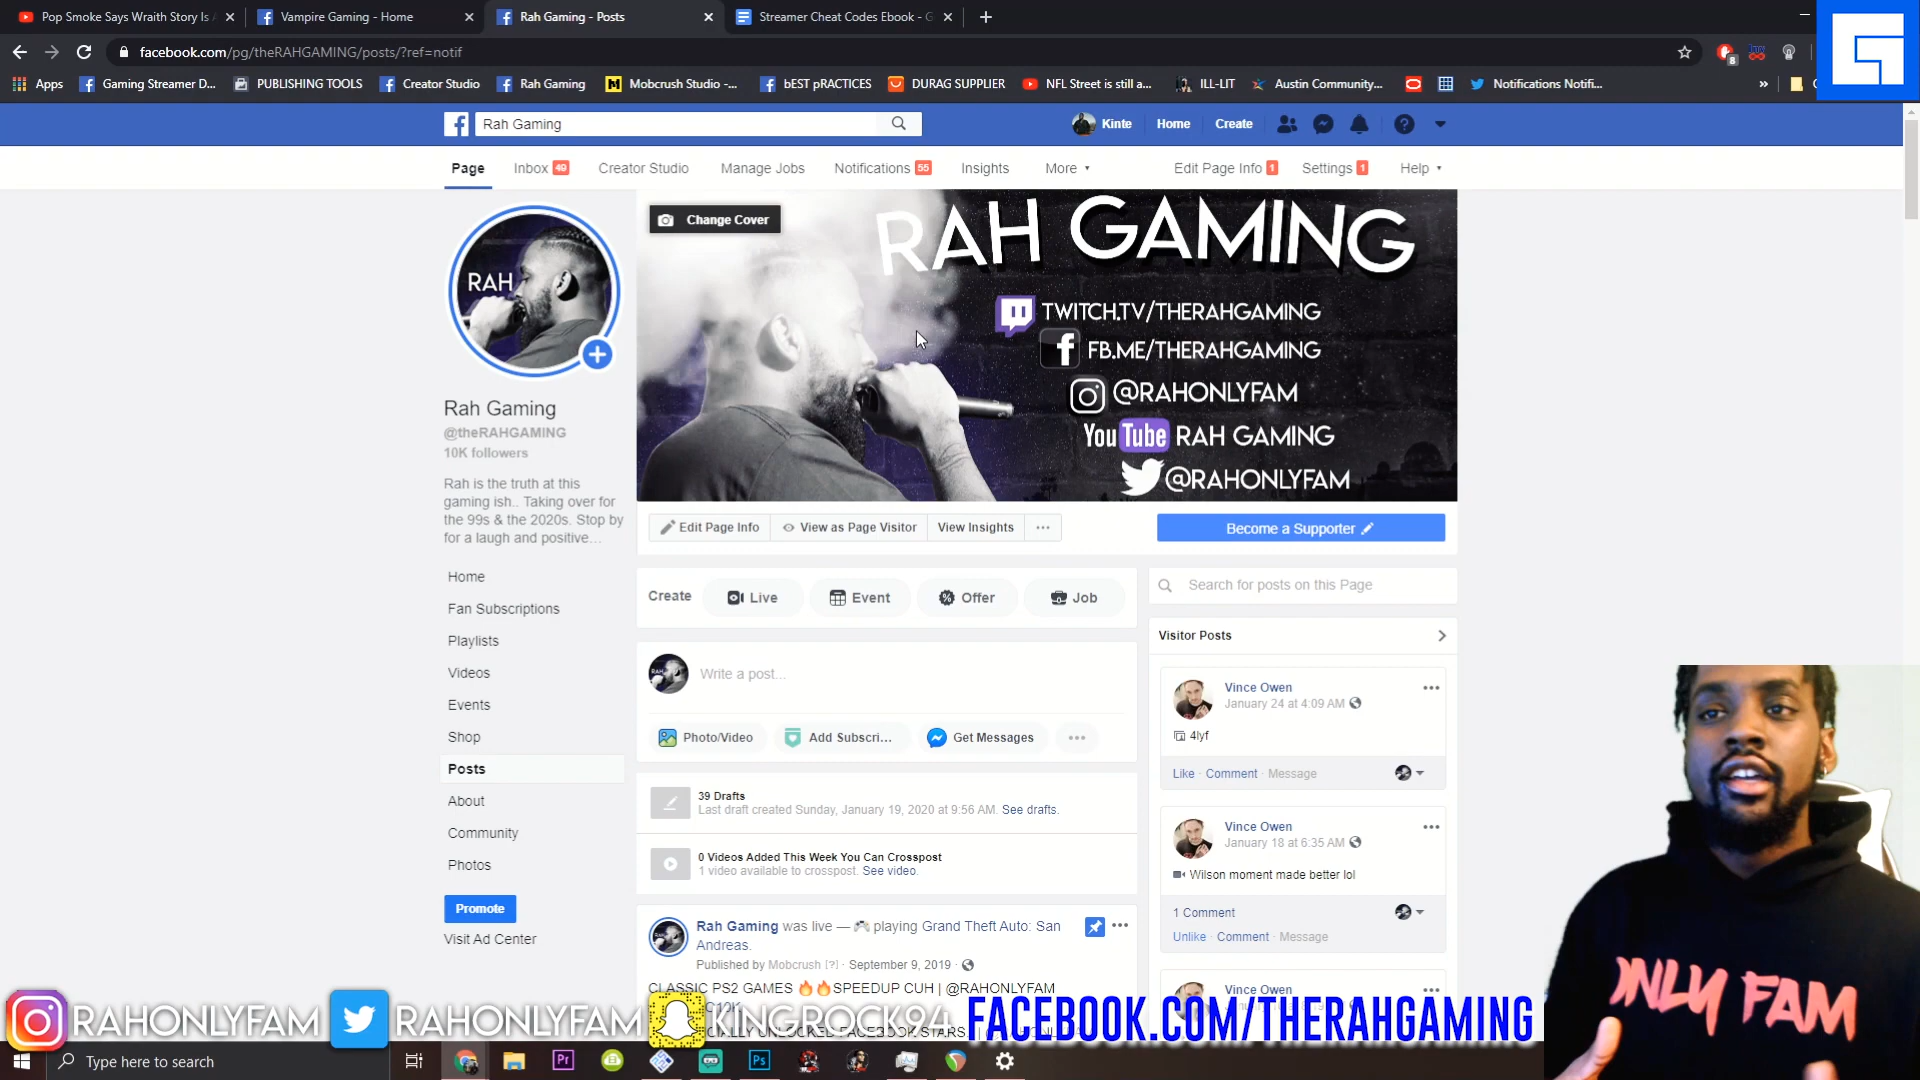 Pop Smoke Says Wraith Story Is
Vampire Gaming - Home
Rah Gaming - Posts
Streamer Cheat Codes Ebook - G
facebook.com/pg/theRAHGAMING/posts/?ref=notif
Apps
Gaming Streamer D...
PUBLISHING TOOLS
Creator Studio
Rah Gaming
Mobcrush Studio -...
bEST pRACTICES
DURAG SUPPLIER
NFL Street is still a...
ILL-LIT
Austin Community...
Notifications Notifi...
Rah Gaming
Kinte
Home
Create
Page
Inbox 49
Creator Studio
Manage Jobs
Notifications 55
Insights
More
Edit Page Info 1
Settings 1
Help
Change Cover
RAH GAMING
TWITCH.TV/THERAHGAMING
FB.ME/THERAHGAMING
@RAHONLYFAM
YouTube RAH GAMING
@RAHONLYFAM
RAH
Rah Gaming
@theRAHGAMING
10K followers
Rah is the truth at this
gaming ish.. Taking over for
the 99s & the 2020s. Stop by
for a laugh and positive...
Home
Fan Subscriptions
Playlists
Videos
Events
Shop
Posts
About
Community
Photos
Promote
Visit Ad Center
Edit Page Info
View as Page Visitor
View Insights
Become a Supporter
Create
Live
Event
Offer
Job
Write a post...
Photo/Video
Add Subscri...
Get Messages
39 Drafts
Last draft created Sunday, January 19, 2020 at 9:56 AM. See drafts.
0 Videos Added This Week You Can Crosspost
1 video available to crosspost. See video.
Rah Gaming was live — 🎮 playing Grand Theft Auto: San
Andreas.
Published by Mobcrush [?] · September 9, 2019 ·
CLASSIC PS2 GAMES 🔥🔥SPEEDUP CUH | @RAHONLYFAM
Search for posts on this Page
Visitor Posts
Vince Owen
January 24 at 4:09 AM
4lyf
Like · Comment · Message
Vince Owen
January 18 at 6:35 AM
Wilson moment made better lol
1 Comment
Unlike · Comment · Message
ONLY FAM
RAHONLYFAM
RAHONLYFAM
KINGROCK94
FACEBOOK.COM/THERAHGAMING
Type here to search
Pr
Ps